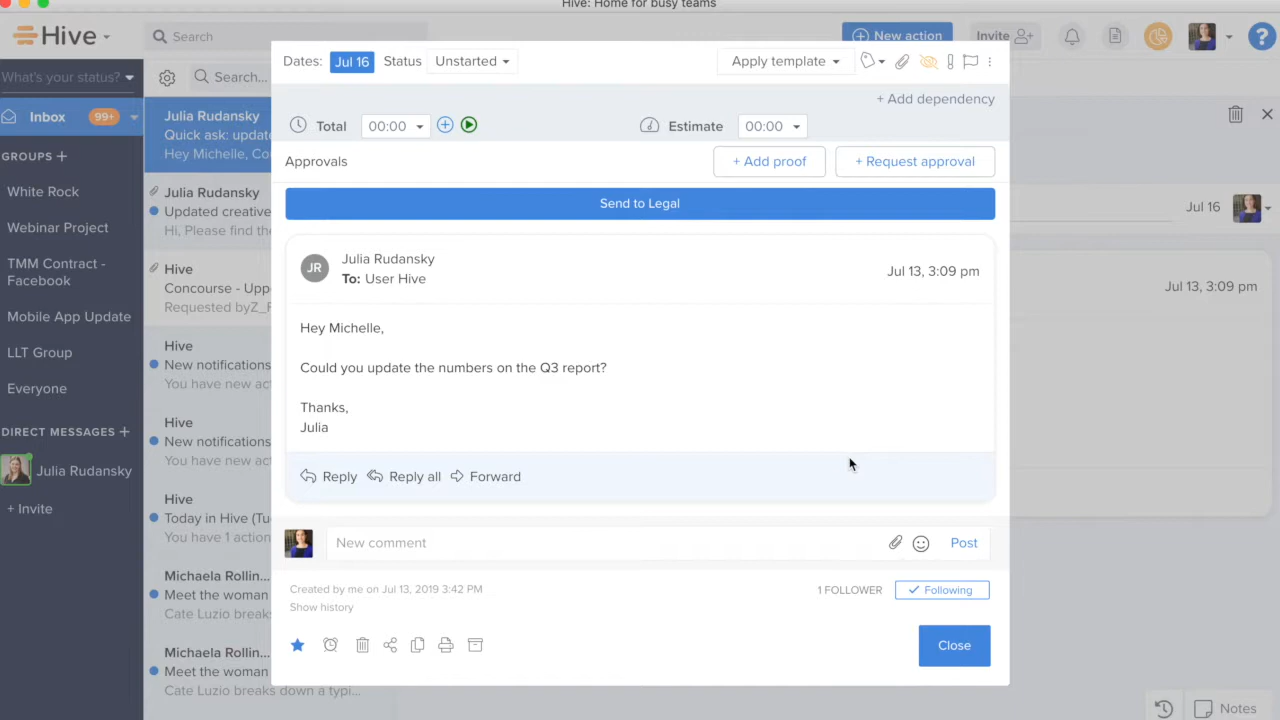 Hive: Home for busy teams
Hive
Search
New action
Invite
?
What's your status?
Search...
Inbox 99+
GROUPS +
White Rock
Webinar Project
TMM Contract -
Facebook
Mobile App Update
LLT Group
Everyone
DIRECT MESSAGES +
Julia Rudansky
+ Invite
Julia Rudansky
Quick ask: update
Hey Michelle, Co
Julia Rudansky
Updated creative
Hi, Please find the
Hive
Concourse - Upp
Requested byZ_F
Hive
New notifications
You have new ac
Hive
New notifications
You have new ac
Hive
Today in Hive (Tu
You have 1 action
Michaela Rollin...
Meet the woman
Cate Luzio breaks
Michaela Rollin...
Meet the woman
Cate Luzio breaks down a typi...
Dates: Jul 16 Status Unstarted
Apply template
+ Add dependency
Total 00:00
Estimate 00:00
Approvals
+ Add proof
+ Request approval
Send to Legal
JR
Julia Rudansky
To: User Hive
Jul 13, 3:09 pm
Hey Michelle,
Could you update the numbers on the Q3 report?
Thanks,
Julia
Reply Reply all Forward
New comment
Post
Created by me on Jul 13, 2019 3:42 PM
Show history
1 FOLLOWER
Following
Close
Jul 16
Jul 13, 3:09 pm
Notes